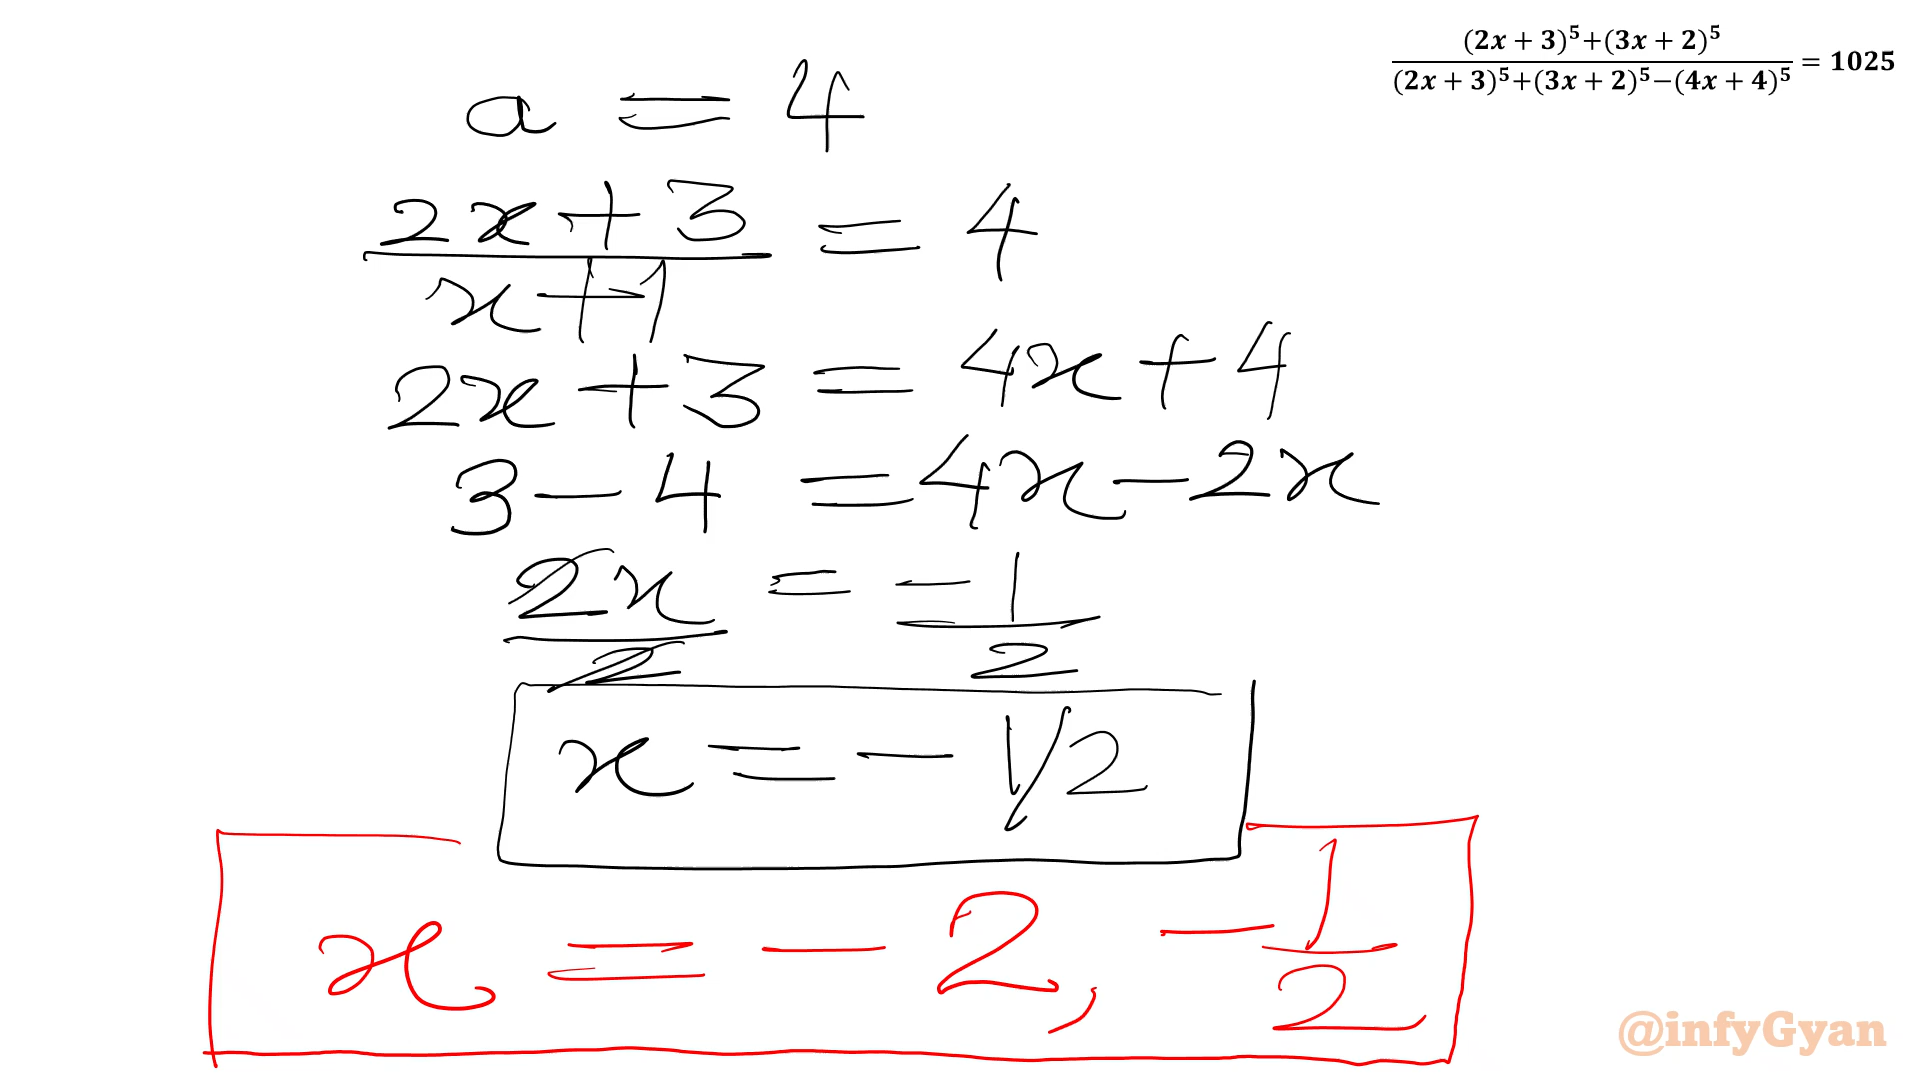 (2x + 3)⁵+(3x + 2)⁵
――――――――――――――― = 1025
(2x + 3)⁵+(3x + 2)⁵−(4x + 4)⁵
a = 4
(2x + 3)/(x + 1) = 4
2x + 3 = 4x + 4
3 − 4 = 4x − 2x
2x/2 = −1/2
x = − 1/2
x = − 2, − 1/2
@infyGyan